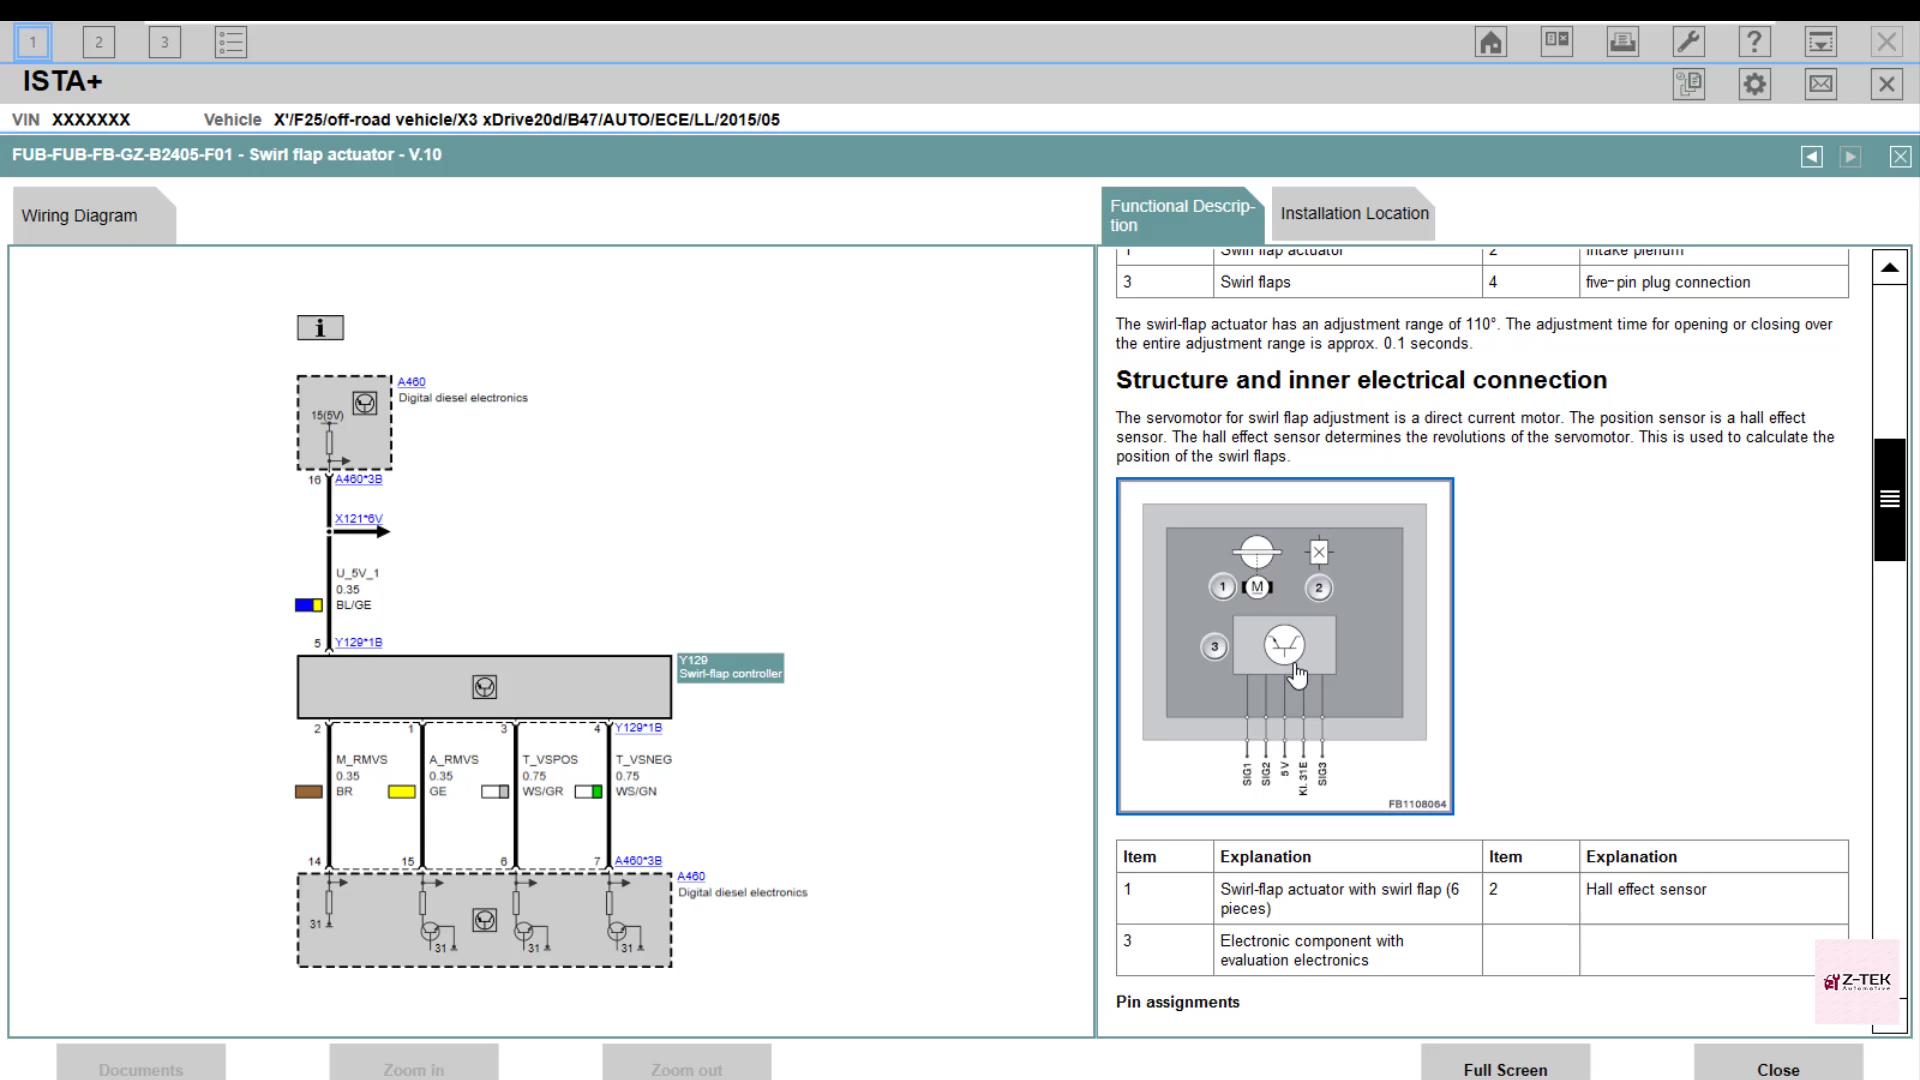 1 2 3
?
ISTA+
VIN XXXXXXX Vehicle X'/F25/off-road vehicle/X3 xDrive20d/B47/AUTO/ECE/LL/2015/05
FUB-FUB-FB-GZ-B2405-F01 - Swirl flap actuator - V.10
Wiring Diagram
i
A460
Digital diesel electronics
15(5V)
16 A460*3B
X121*6V
U_5V_1
0.35
BL/GE
5 Y129*1B
Y129
Swirl-flap controller
2 1 3 4 Y129*1B
M_RMVS A_RMVS T_VSPOS T_VSNEG
0.35 0.35 0.75 0.75
BR GE WS/GR WS/GN
14 15 6 7 A460*3B
A460
Digital diesel electronics
31 31 31 31
Functional Descrip-
tion
Installation Location
1 Swirl flap actuator 2 Intake plenum
3 Swirl flaps 4 five-pin plug connection
The swirl-flap actuator has an adjustment range of 110°. The adjustment time for opening or closing over
the entire adjustment range is approx. 0.1 seconds.
Structure and inner electrical connection
The servomotor for swirl flap adjustment is a direct current motor. The position sensor is a hall effect
sensor. The hall effect sensor determines the revolutions of the servomotor. This is used to calculate the
position of the swirl flaps.
1 M 2
3
SIG1 SIG2 5 V Kl. 31E SIG3
FB1108064
Item Explanation Item Explanation
1 Swirl-flap actuator with swirl flap (6
pieces) 2 Hall effect sensor
3 Electronic component with
evaluation electronics
Pin assignments
Z-TEK
Automotive
Documents Zoom in Zoom out Full Screen Close